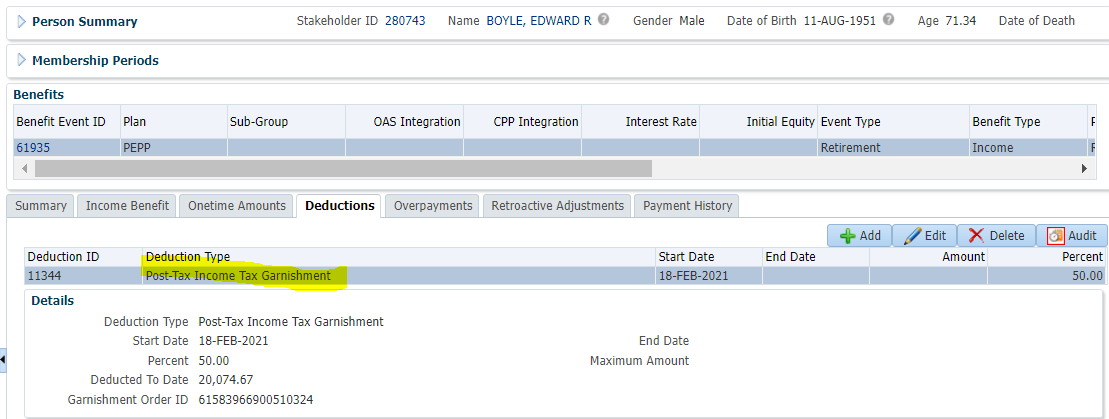 Person Summary Stakeholder ID 280743 Name BOYLE, EDWARD R Gender Male Date of Birth 11-AUG-1951 Age 71.34 Date of Death
Membership Periods
Benefits
Benefit Event ID Plan Sub-Group OAS Integration CPP Integration Interest Rate Initial Equity Event Type Benefit Type
61935 PEPP Retirement Income
Summary Income Benefit Onetime Amounts Deductions Overpayments Retroactive Adjustments Payment History
Add Edit Delete Audit
Deduction ID Deduction Type Start Date End Date Amount Percent
11344 Post-Tax Income Tax Garnishment 18-FEB-2021 50.00
Details
Deduction Type Post-Tax Income Tax Garnishment
Start Date 18-FEB-2021 End Date
Percent 50.00 Maximum Amount
Deducted To Date 20,074.67
Garnishment Order ID 61583966900510324